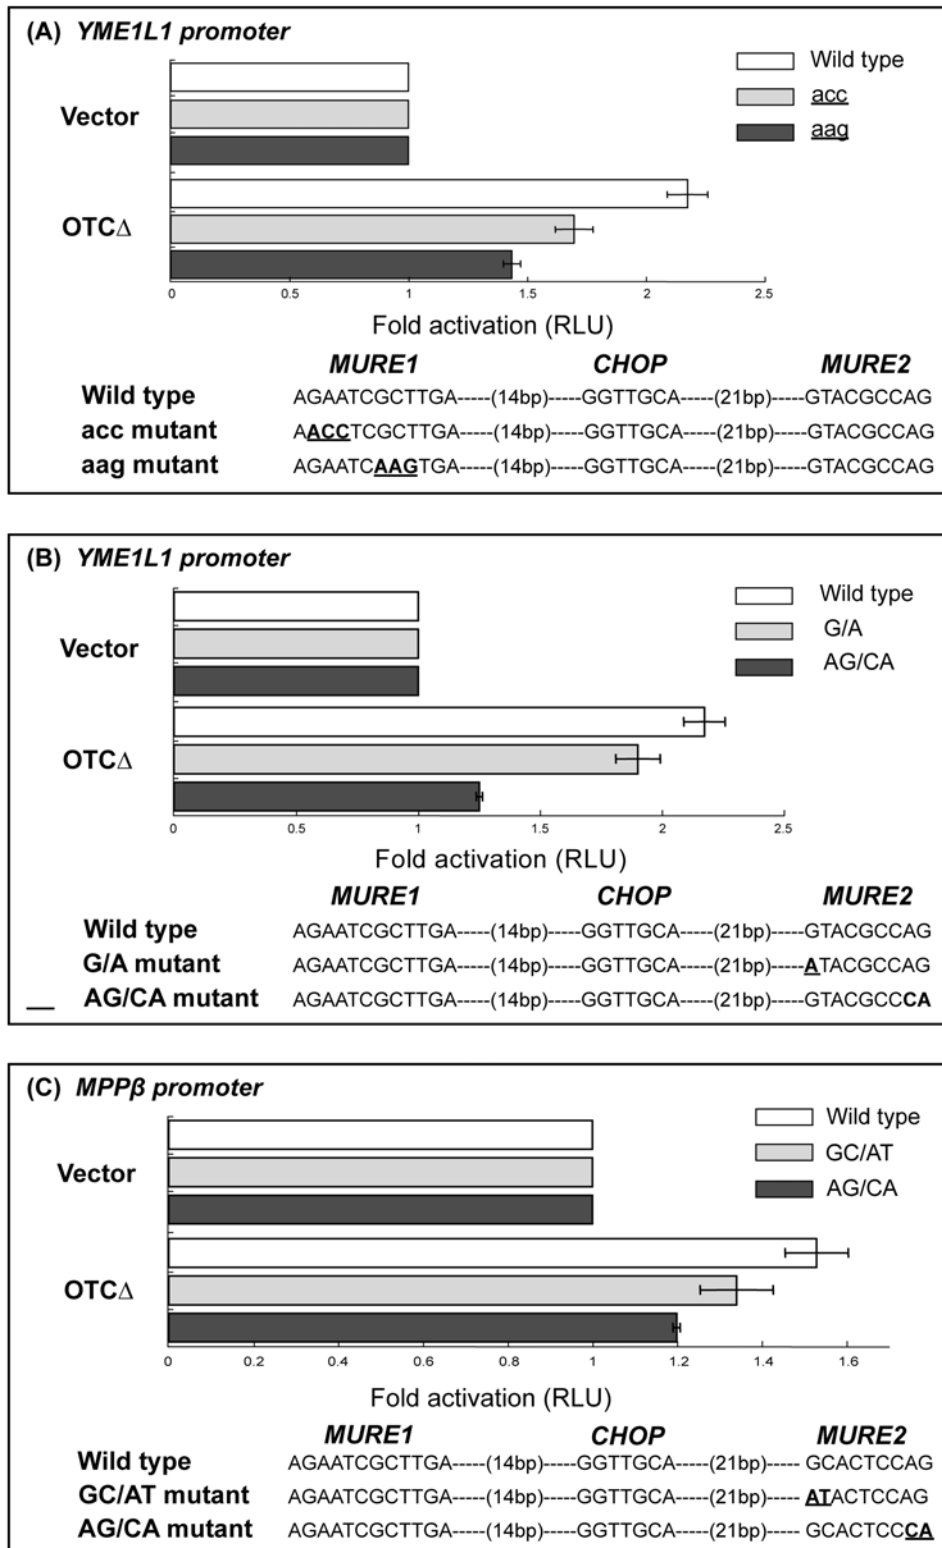 (A) YME1L1 promoter
Wild type
acc
aag
Vector
OTCΔ
0 0.5 1 1.5 2 2.5
Fold activation (RLU)
MURE1 CHOP MURE2
Wild type AGAATCGCTTGA-----(14bp)-----GGTTGCA-----(21bp)-----GTACGCCAG
acc mutant AACCTCGCTTGA-----(14bp)-----GGTTGCA-----(21bp)-----GTACGCCAG
aag mutant AGAATCAAGTGA-----(14bp)-----GGTTGCA-----(21bp)-----GTACGCCAG
(B) YME1L1 promoter
Wild type
G/A
AG/CA
Vector
OTCΔ
0 0.5 1 1.5 2 2.5
Fold activation (RLU)
MURE1 CHOP MURE2
Wild type AGAATCGCTTGA-----(14bp)-----GGTTGCA-----(21bp)-----GTACGCCAG
G/A mutant AGAATCGCTTGA-----(14bp)-----GGTTGCA-----(21bp)-----ATACGCCAG
AG/CA mutant AGAATCGCTTGA-----(14bp)-----GGTTGCA-----(21bp)-----GTACGCCCA
(C) MPPβ promoter
Wild type
GC/AT
AG/CA
Vector
OTCΔ
0 0.2 0.4 0.6 0.8 1 1.2 1.4 1.6
Fold activation (RLU)
MURE1 CHOP MURE2
Wild type AGAATCGCTTGA-----(14bp)-----GGTTGCA-----(21bp)----- GCACTCCAG
GC/AT mutant AGAATCGCTTGA-----(14bp)-----GGTTGCA-----(21bp)----- ATACTCCAG
AG/CA mutant AGAATCGCTTGA-----(14bp)-----GGTTGCA-----(21bp)----- GCACTCCCA